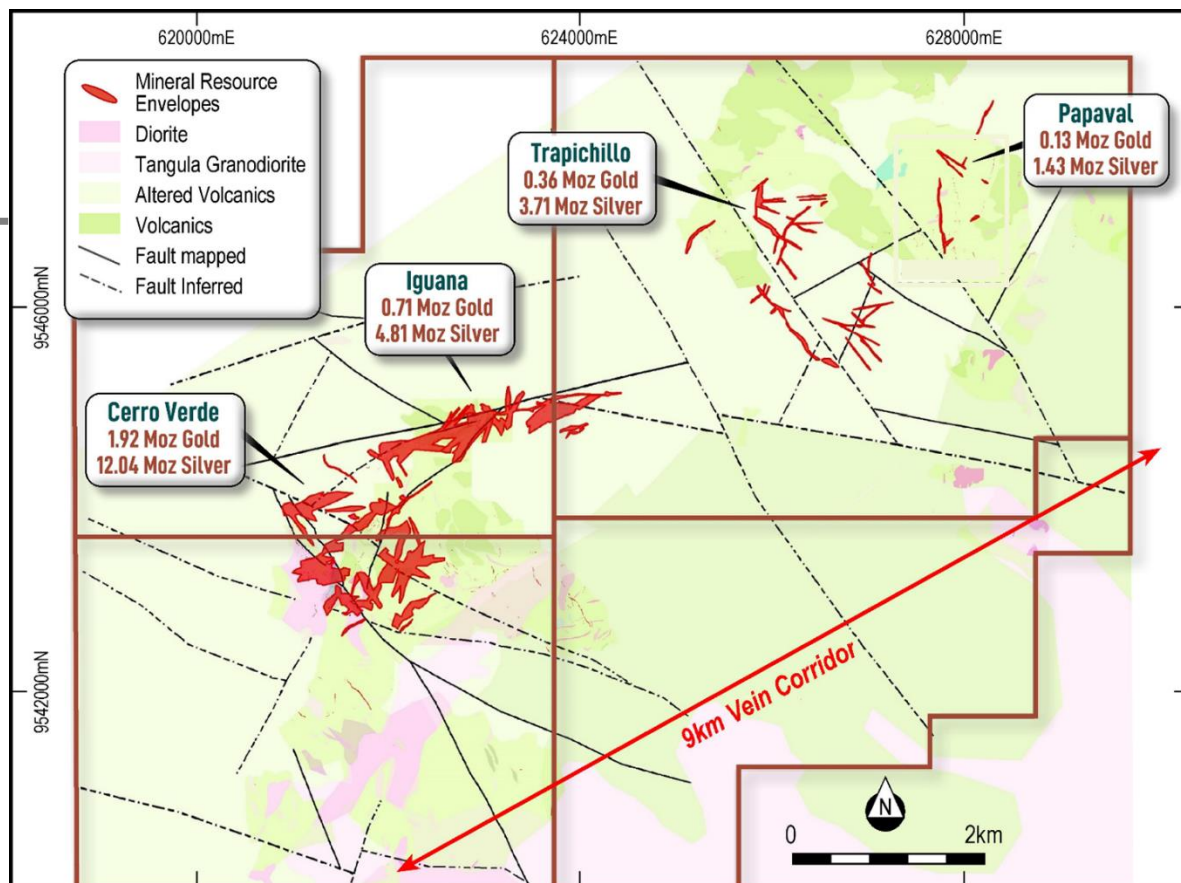 620000mE
624000mE
628000mE
Mineral Resource
Envelopes
Diorite
Tangula Granodiorite
Altered Volcanics
Volcanics
Fault mapped
Fault Inferred
Papaval
0.13 Moz Gold
1.43 Moz Silver
Trapichillo
0.36 Moz Gold
3.71 Moz Silver
Iguana
0.71 Moz Gold
4.81 Moz Silver
9546000mN
Cerro Verde
1.92 Moz Gold
12.04 Moz Silver
9542000mN
9km Vein Corridor
N
0
2km